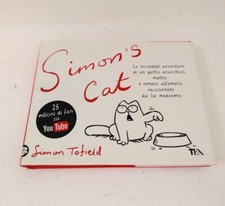 Simon's
Cat
Le incredibili avventure
di un gatto anarchico,
matto
e sempre affamato
raccontate
da lui medesimo
25
milioni di fan
su
YouTube
Simon Tofield
TEA